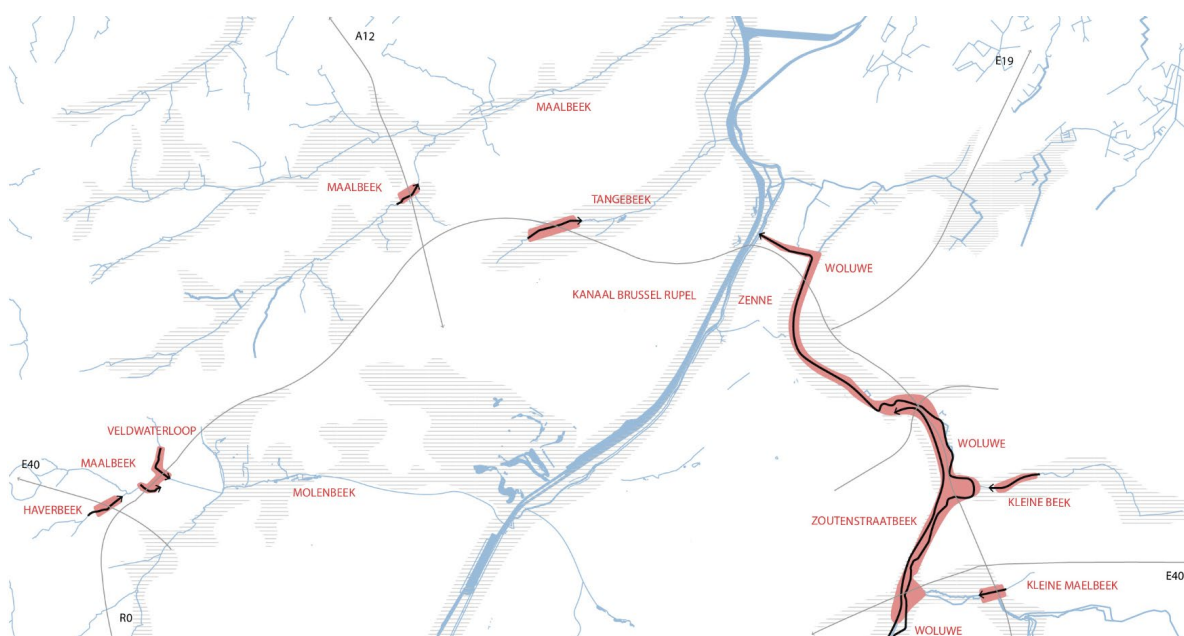 A12
E19
MAALBEEK
MAALBEEK
TANGEBEEK
WOLUWE
KANAAL BRUSSEL RUPEL
ZENNE
VELDWATERLOOP
WOLUWE
MAALBEEK
E40
MOLENBEEK
HAVERBEEK
KLEINE BEEK
ZOUTENSTRAATBEEK
E40
KLEINE MAELBEEK
R0
WOLUWE